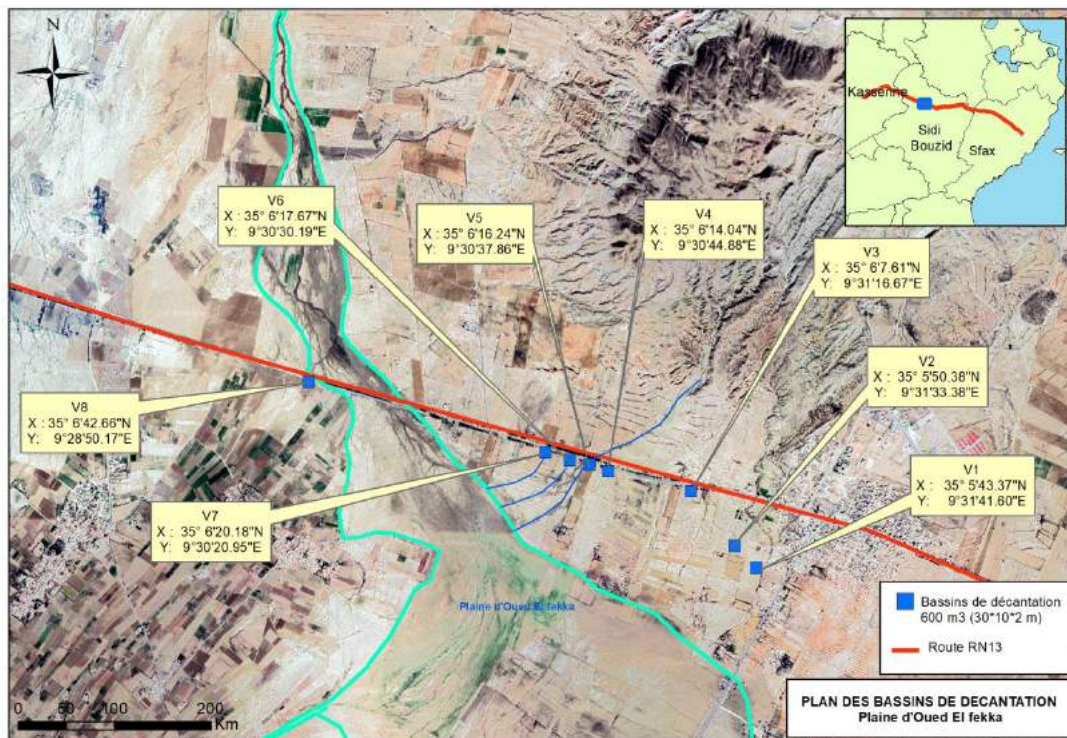 N
Kasserine
Sidi
Bouzid
Sfax
V6
X : 35° 6'17.67"N
Y: 9°30'30.19"E
V5
X : 35° 6'16.24"N
Y: 9°30'37.86"E
V4
X : 35° 6'14.04"N
Y: 9°30'44.88"E
V3
X : 35° 6'7.61"N
Y: 9°31'16.67"E
V2
X : 35° 5'50.38"N
Y: 9°31'33.38"E
V1
X : 35° 5'43.37"N
Y: 9°31'41.60"E
V8
X : 35° 6'42.66"N
Y: 9°28'50.17"E
V7
X : 35° 6'20.18"N
Y: 9°30'20.95"E
Plaine d'Oued El fekka
Bassins de décantation
600 m3 (30*10*2 m)
Route RN13
0 50 100 200
Km
PLAN DES BASSINS DE DECANTATION
Plaine d'Oued El fekka